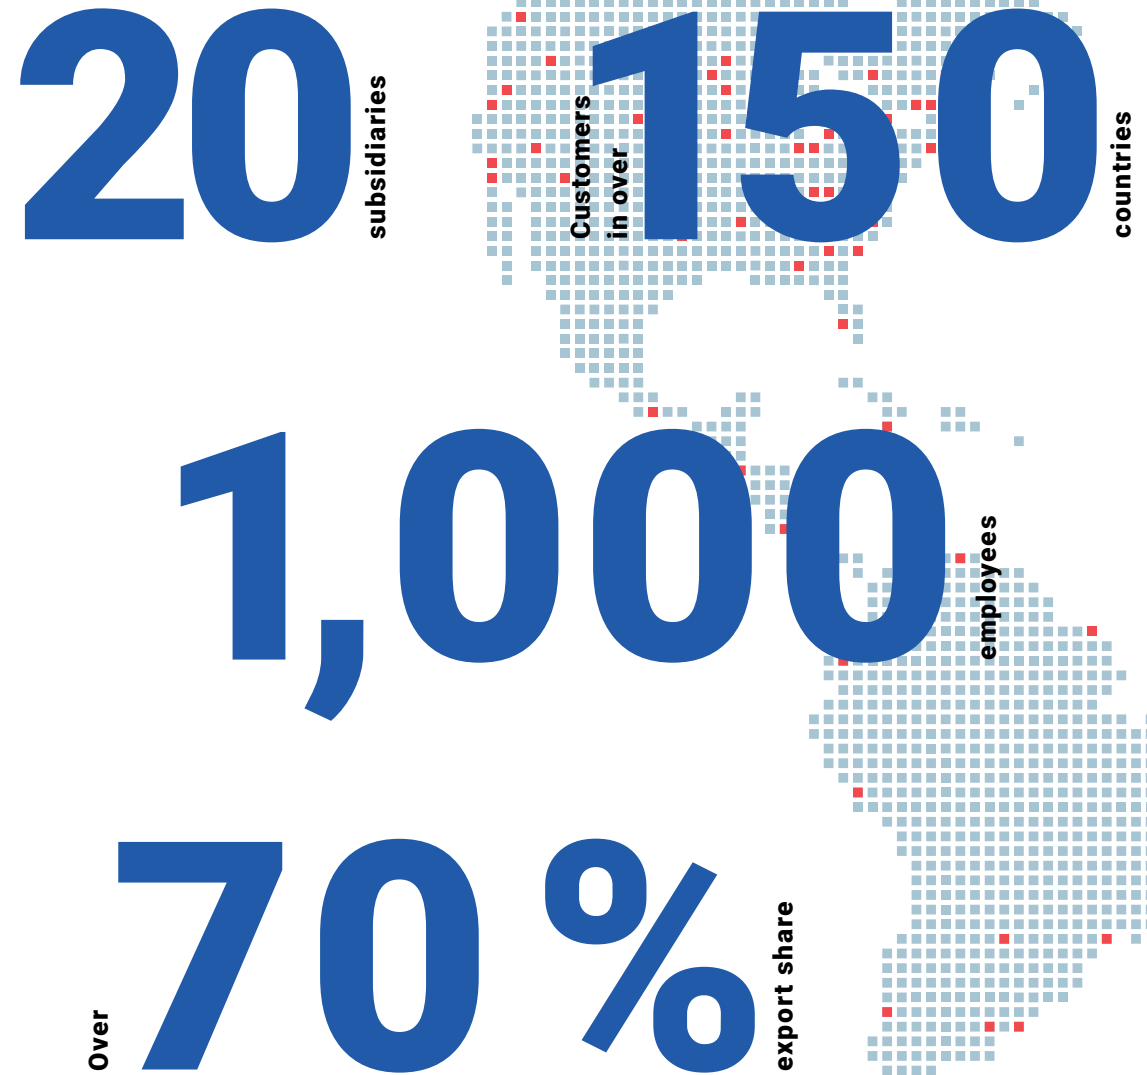 20
subsidiaries
Customers
in over
150
countries
1,000
employees
Over
70 %
export share